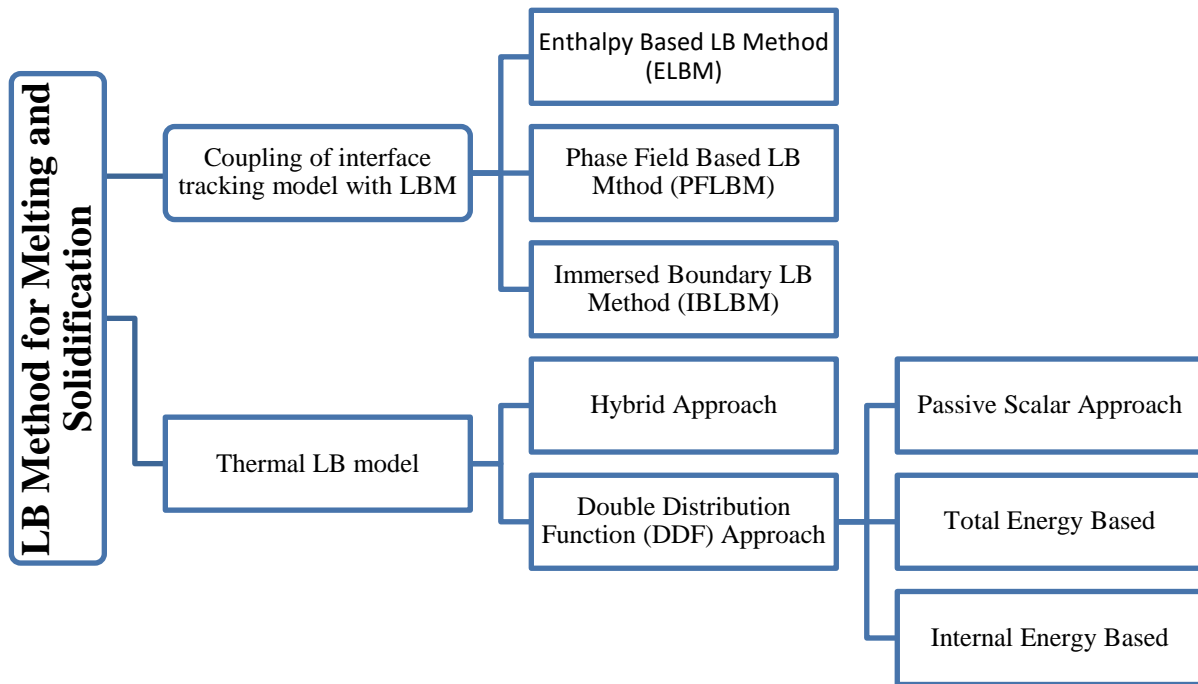 LB Method for Melting and
Solidification
Coupling of interface
tracking model with LBM
Enthalpy Based LB Method
(ELBM)
Phase Field Based LB
Mthod (PFLBM)
Immersed Boundary LB
Method (IBLBM)
Thermal LB model
Hybrid Approach
Double Distribution
Function (DDF) Approach
Passive Scalar Approach
Total Energy Based
Internal Energy Based